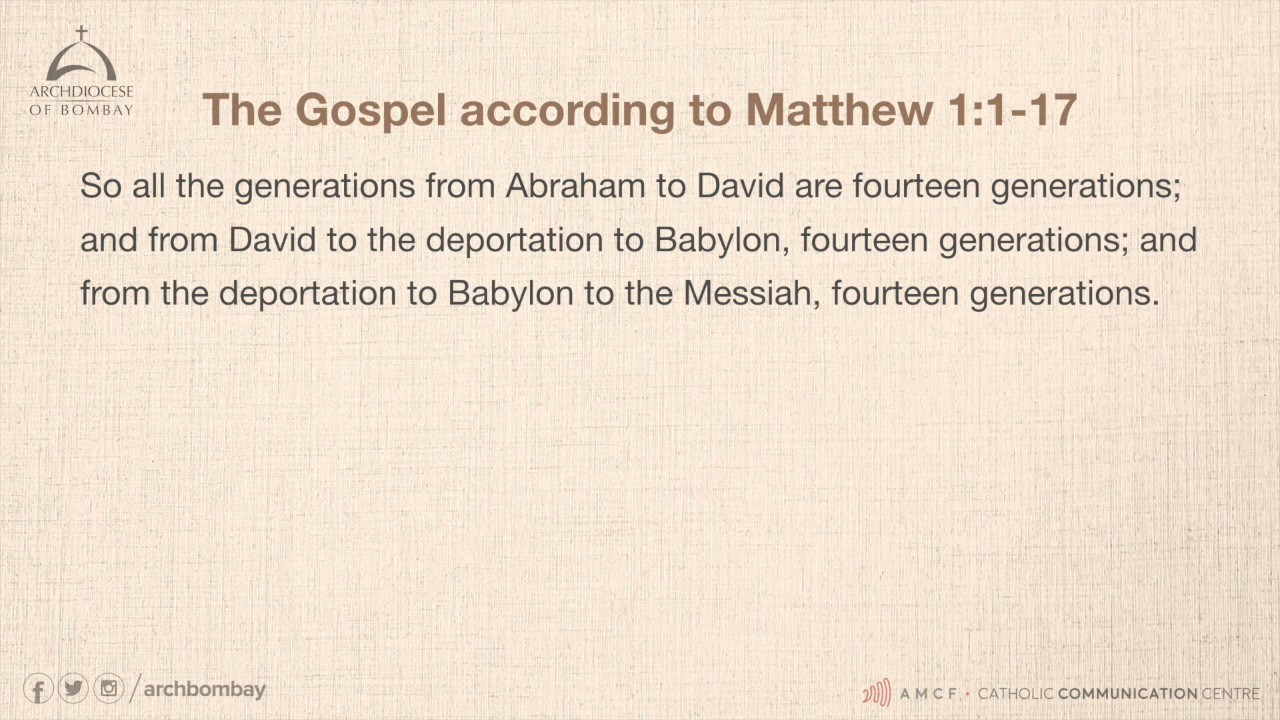 ARCHDIOCESE
OF BOMBAY
The Gospel according to Matthew 1:1-17
So all the generations from Abraham to David are fourteen generations;
and from David to the deportation to Babylon, fourteen generations; and
from the deportation to Babylon to the Messiah, fourteen generations.
/archbombay
AMCF · CATHOLIC COMMUNICATION CENTRE